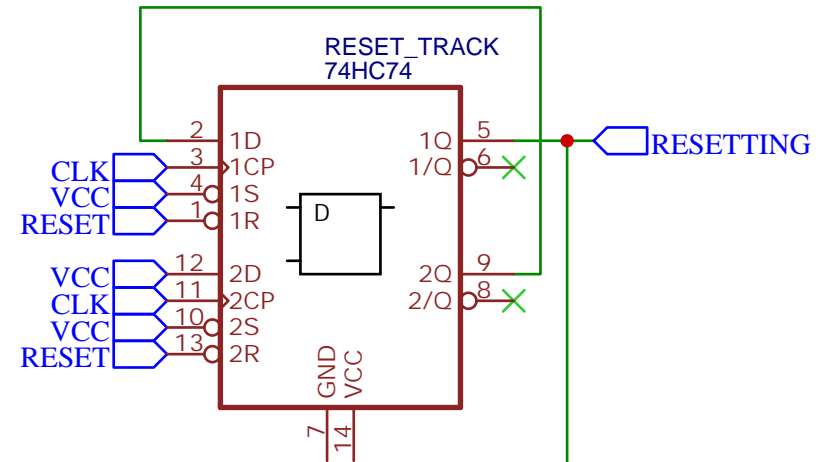 RESET_TRACK
74HC74
2 1D 1Q 5
CLK 3 1CP 1/Q 6
VCC 4 1S
RESET 1 1R
D
VCC 12 2D 2Q 9
CLK 11 2CP 2/Q 8
VCC 10 2S
RESET 13 2R
RESETTING
GND
VCC
7
14